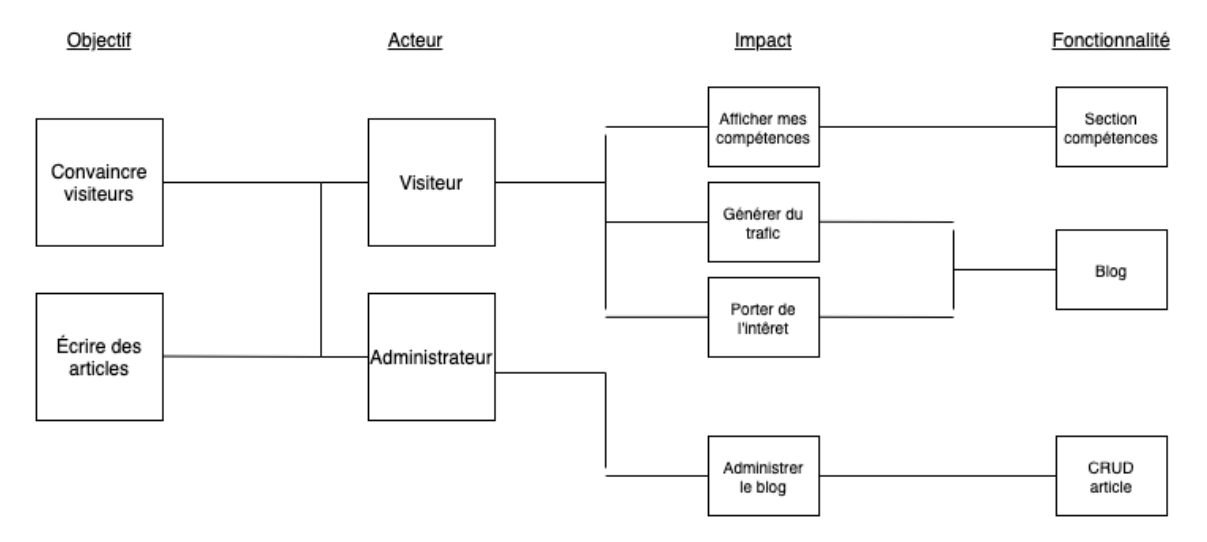 Objectif
Acteur
Impact
Fonctionnalité
Convaincre
visiteurs
Visiteur
Afficher mes
compétences
Section
compétences
Générer du
trafic
Blog
Porter de
l'intêret
Écrire des
articles
Administrateur
Administrer
le blog
CRUD
article